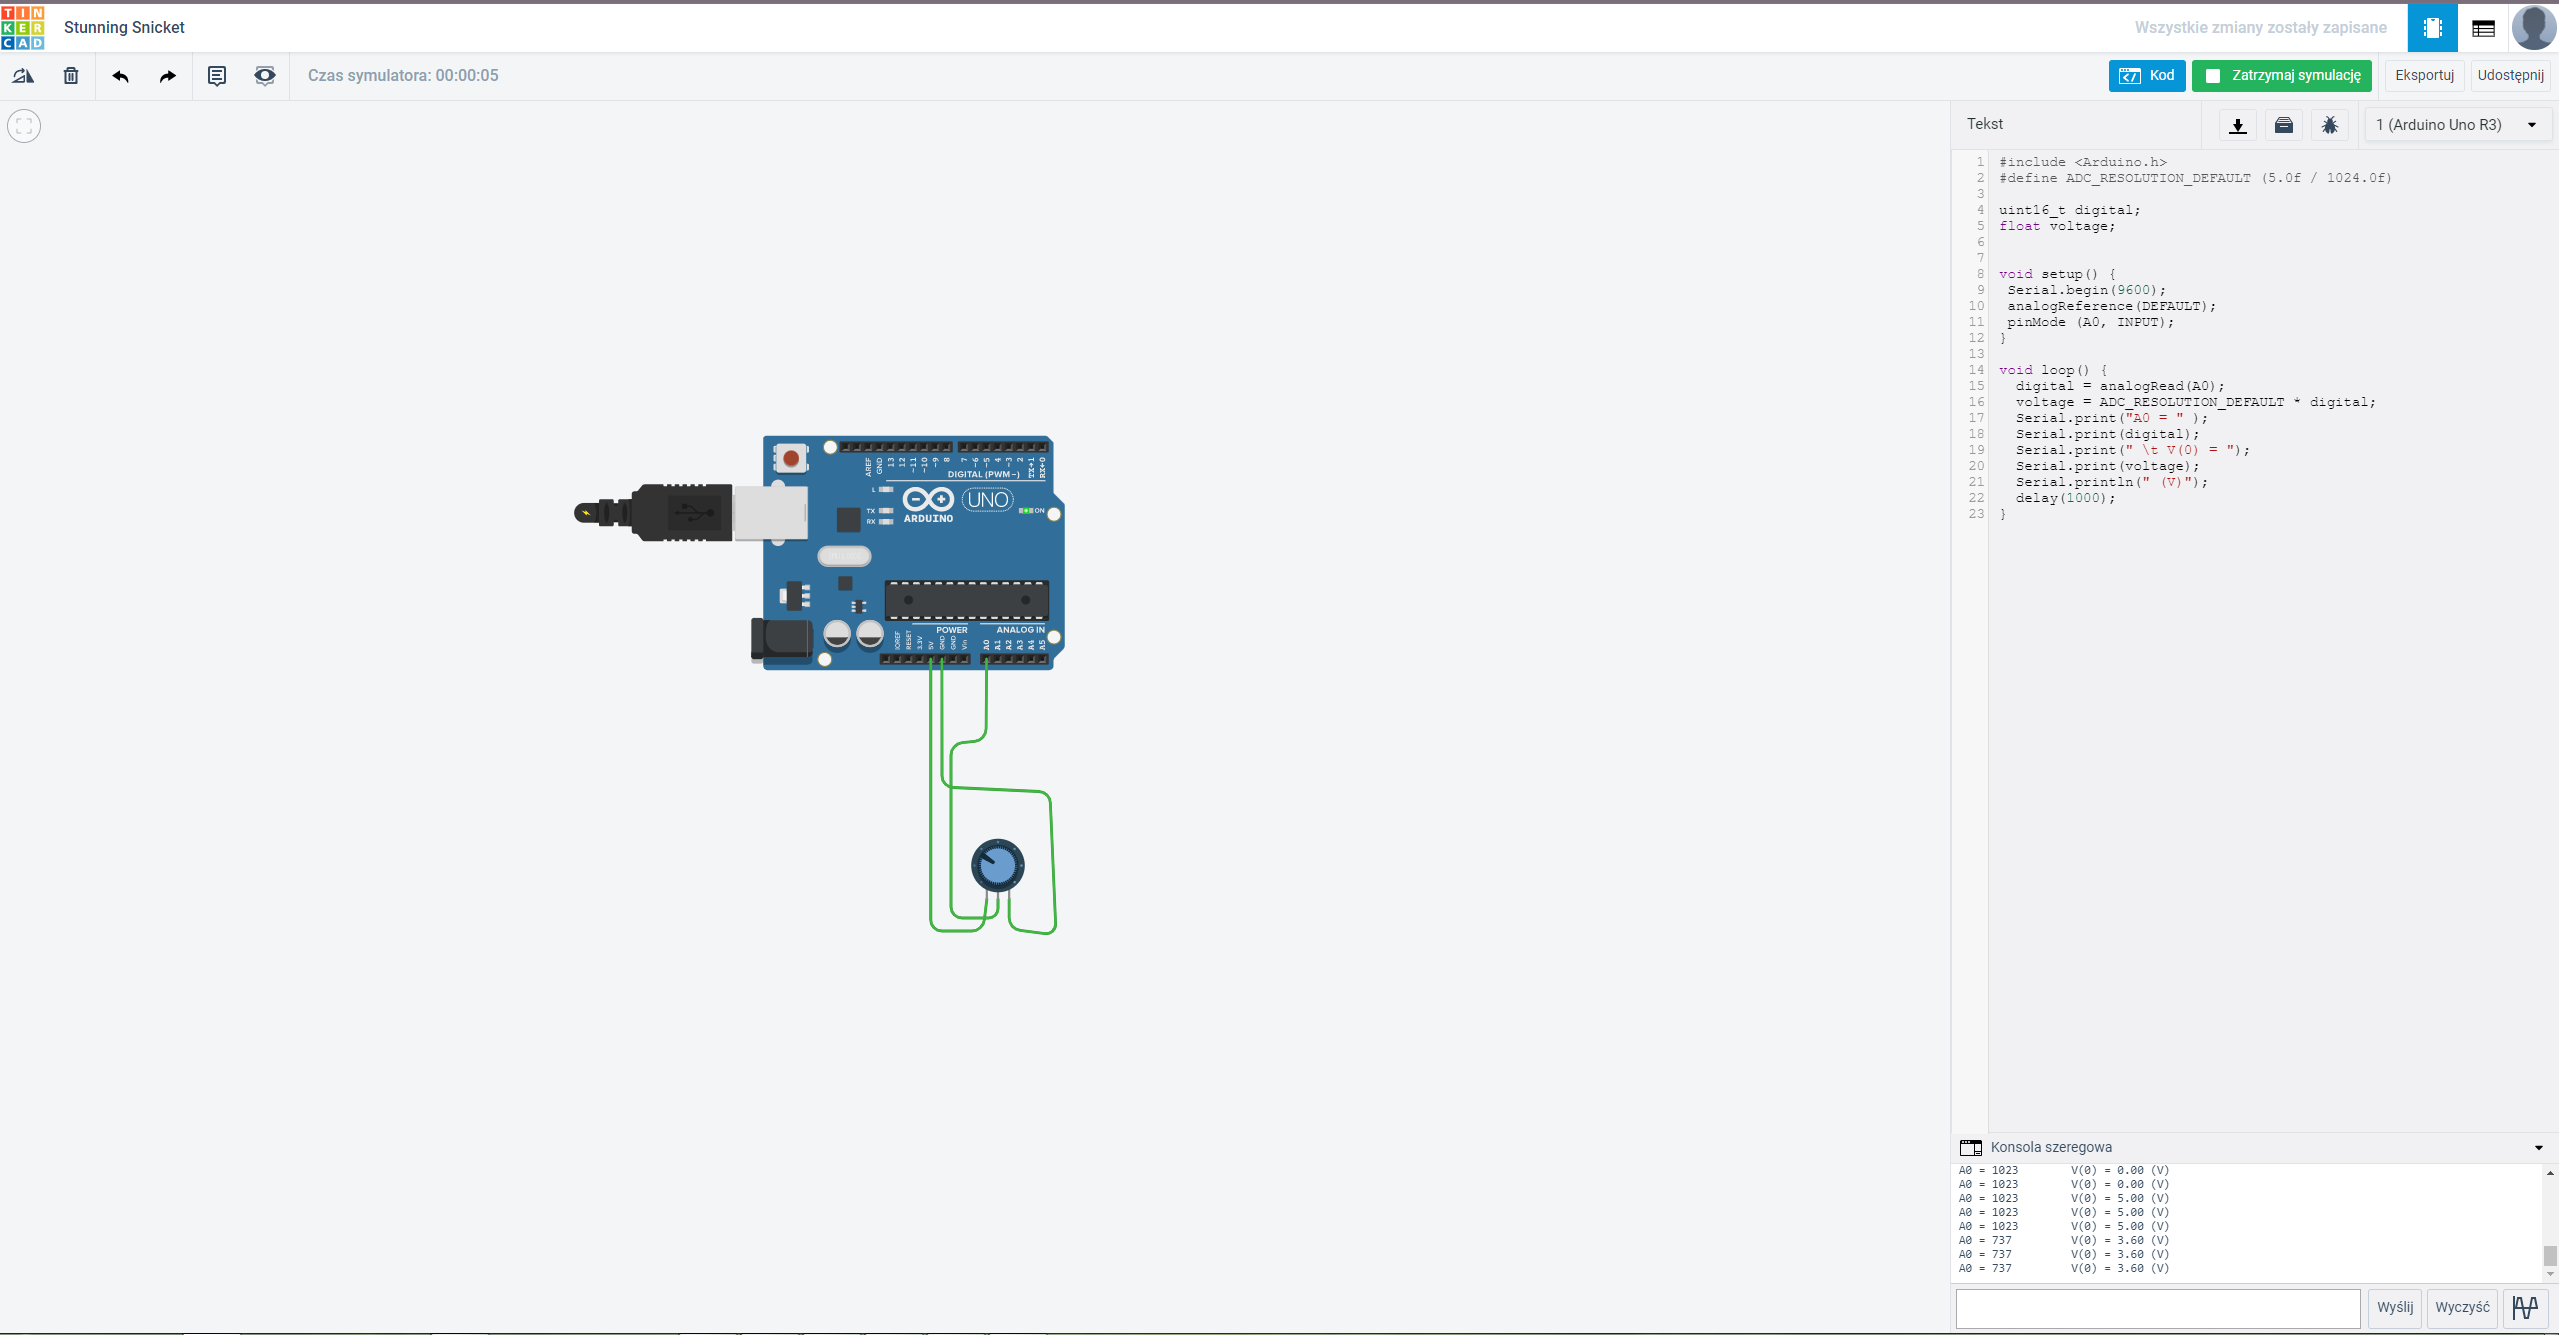 TINKERCAD
Stunning Snicket
Wszystkie zmiany zostały zapisane
Czas symulatora: 00:00:05
Kod
Zatrzymaj symulację
Eksportuj
Udostępnij
Tekst
1 (Arduino Uno R3)
1 #include <Arduino.h>
2 #define ADC_RESOLUTION_DEFAULT (5.0f / 1024.0f)
3
4 uint16_t digital;
5 float voltage;
6
7
8 void setup() {
9 Serial.begin(9600);
10 analogReference(DEFAULT);
11 pinMode (A0, INPUT);
12 }
13
14 void loop() {
15 digital = analogRead(A0);
16 voltage = ADC_RESOLUTION_DEFAULT * digital;
17 Serial.print("A0 = " );
18 Serial.print(digital);
19 Serial.print(" \t V(0) = ");
20 Serial.print(voltage);
21 Serial.println(" (V)");
22 delay(1000);
23 }
AREF GND 13 12 ~11 ~10 ~9 8 7 ~6 ~5 4 ~3 2 TX→1 RX←0
DIGITAL (PWM~)
L
TX
RX
ARDUINO
UNO
ON
POWER
ANALOG IN
IOREF RESET 3.3V 5V GND GND Vin A0 A1 A2 A3 A4 A5
Konsola szeregowa
A0 = 1023 V(0) = 0.00 (V)
A0 = 1023 V(0) = 0.00 (V)
A0 = 1023 V(0) = 5.00 (V)
A0 = 1023 V(0) = 5.00 (V)
A0 = 1023 V(0) = 5.00 (V)
A0 = 737 V(0) = 3.60 (V)
A0 = 737 V(0) = 3.60 (V)
A0 = 737 V(0) = 3.60 (V)
Wyślij
Wyczyść